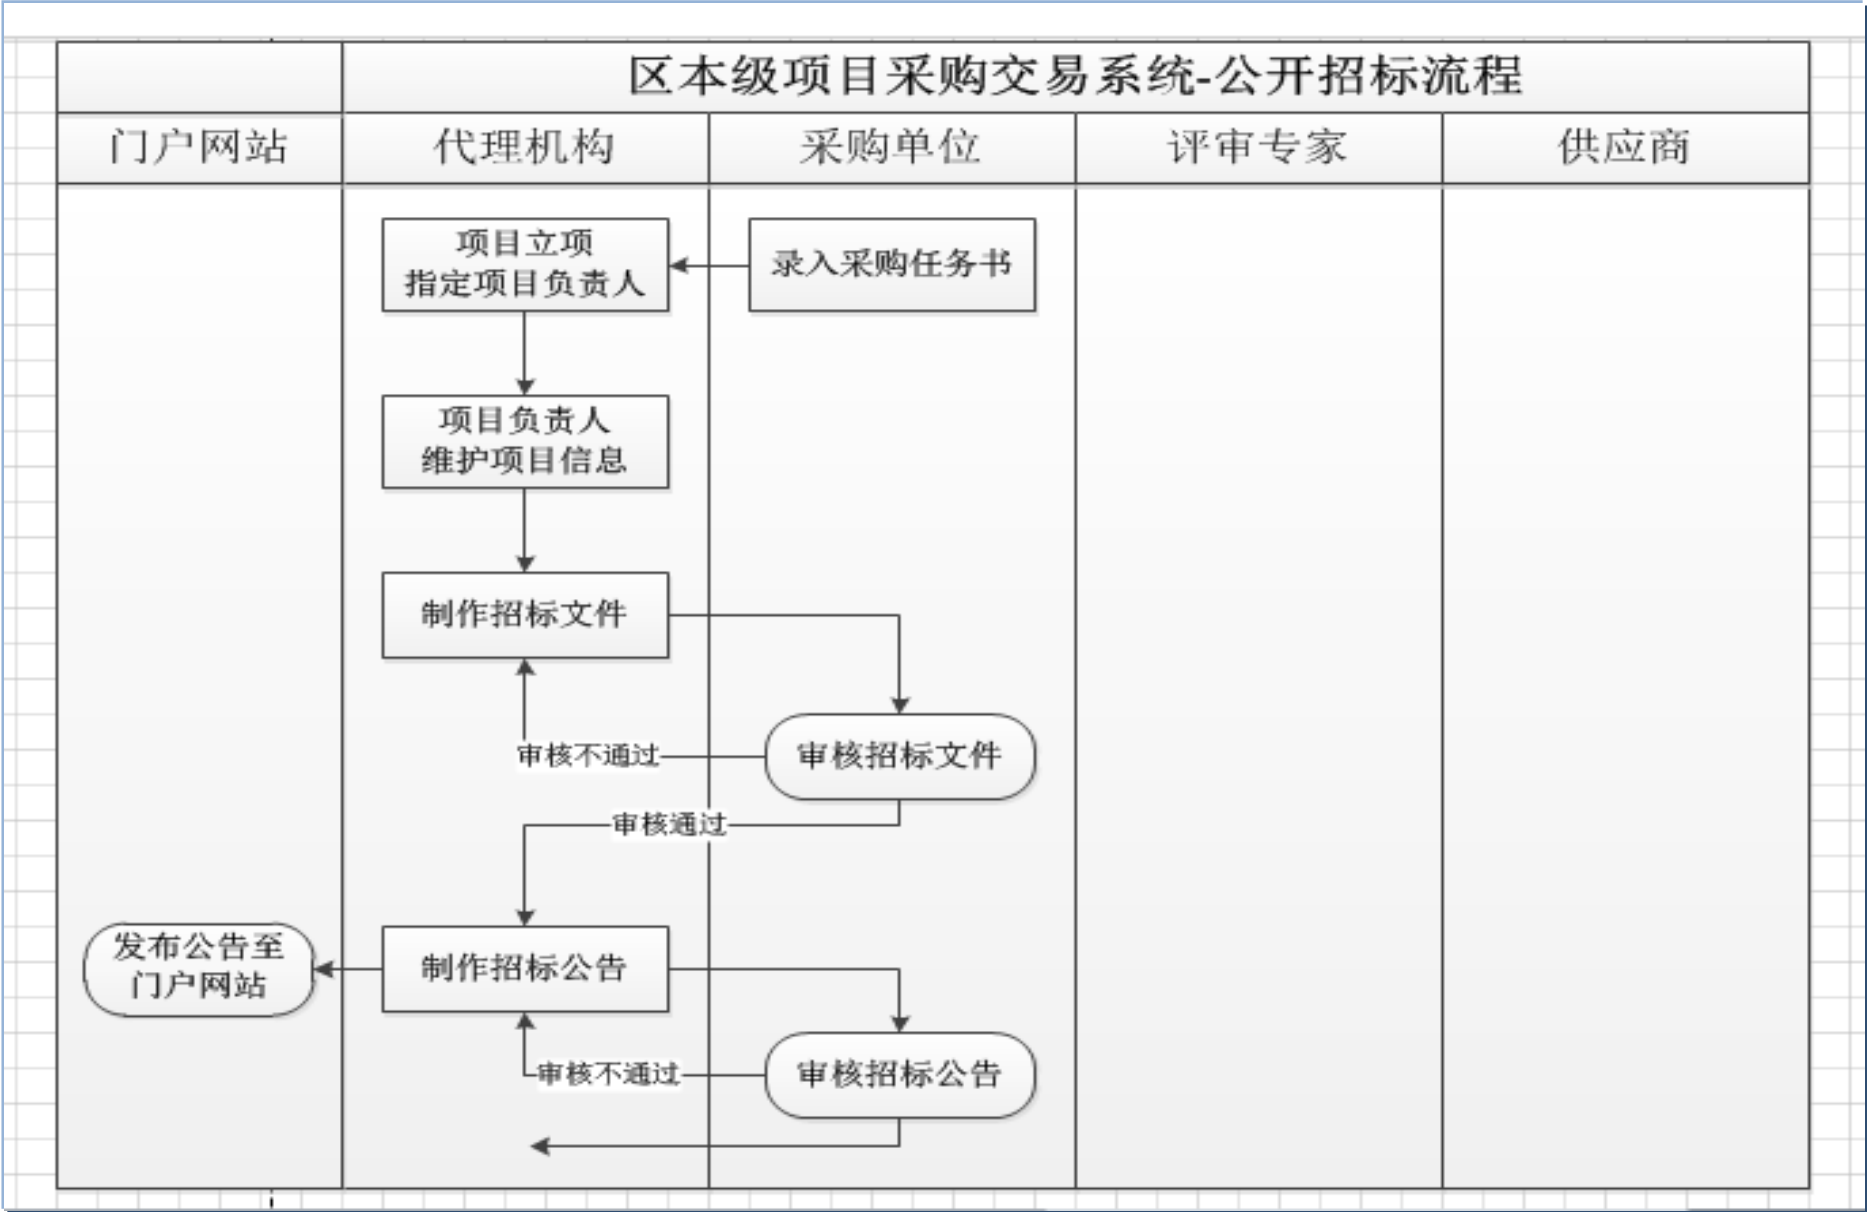 区本级项目采购交易系统-公开招标流程
门户网站
代理机构
采购单位
评审专家
供应商
项目立项
指定项目负责人
录入采购任务书
项目负责人
维护项目信息
制作招标文件
审核不通过
审核招标文件
审核通过
发布公告至
门户网站
制作招标公告
审核不通过
审核招标公告